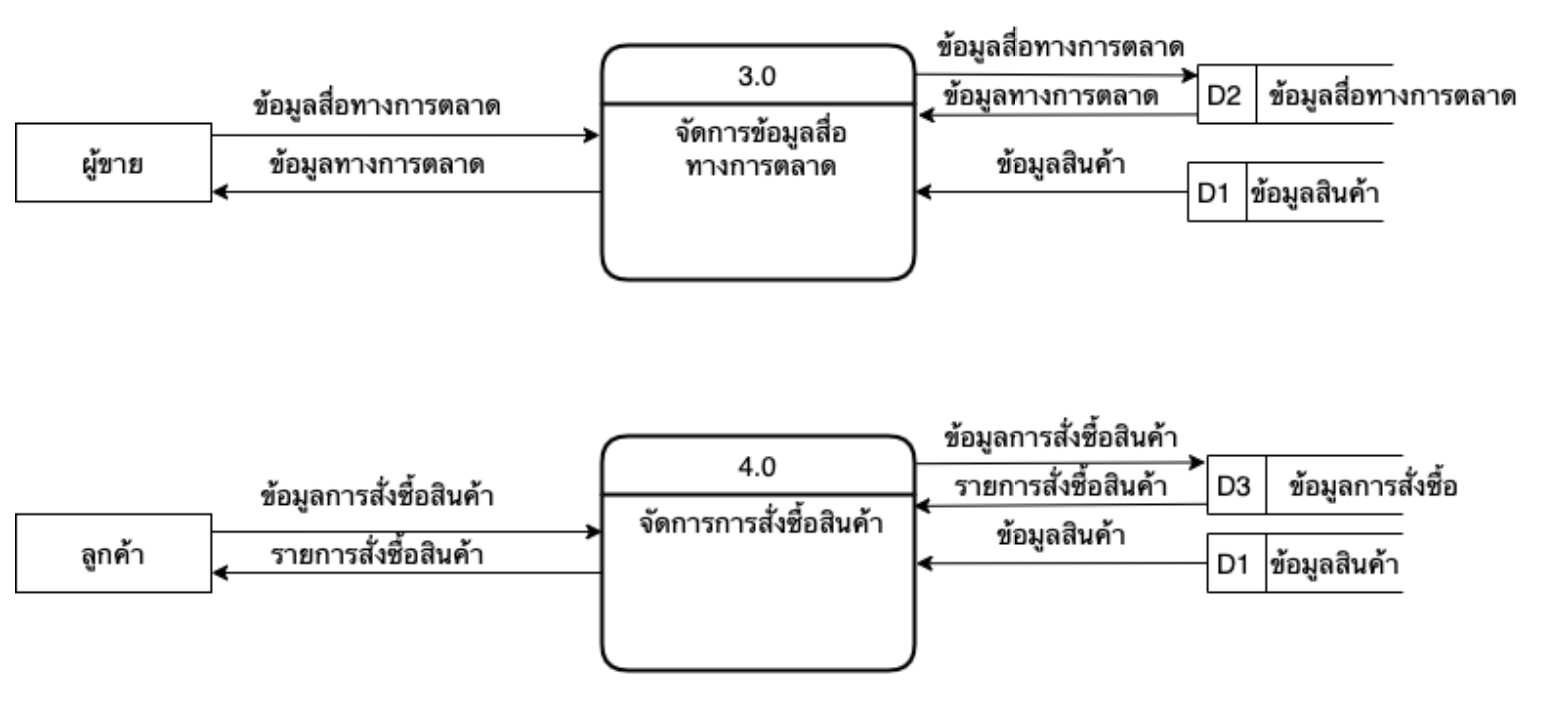 ข้อมูลสื่อทางการตลาด
3.0
ข้อมูลสื่อทางการตลาด
ข้อมูลทางการตลาด
D2 ข้อมูลสื่อทางการตลาด
ผู้ขาย
ข้อมูลทางการตลาด
จัดการข้อมูลสื่อ
ทางการตลาด
ข้อมูลสินค้า
D1 ข้อมูลสินค้า
ข้อมูลการสั่งซื้อสินค้า
4.0
ข้อมูลการสั่งซื้อสินค้า
รายการสั่งซื้อสินค้า
D3 ข้อมูลการสั่งซื้อ
ลูกค้า
รายการสั่งซื้อสินค้า
จัดการการสั่งซื้อสินค้า
ข้อมูลสินค้า
D1 ข้อมูลสินค้า